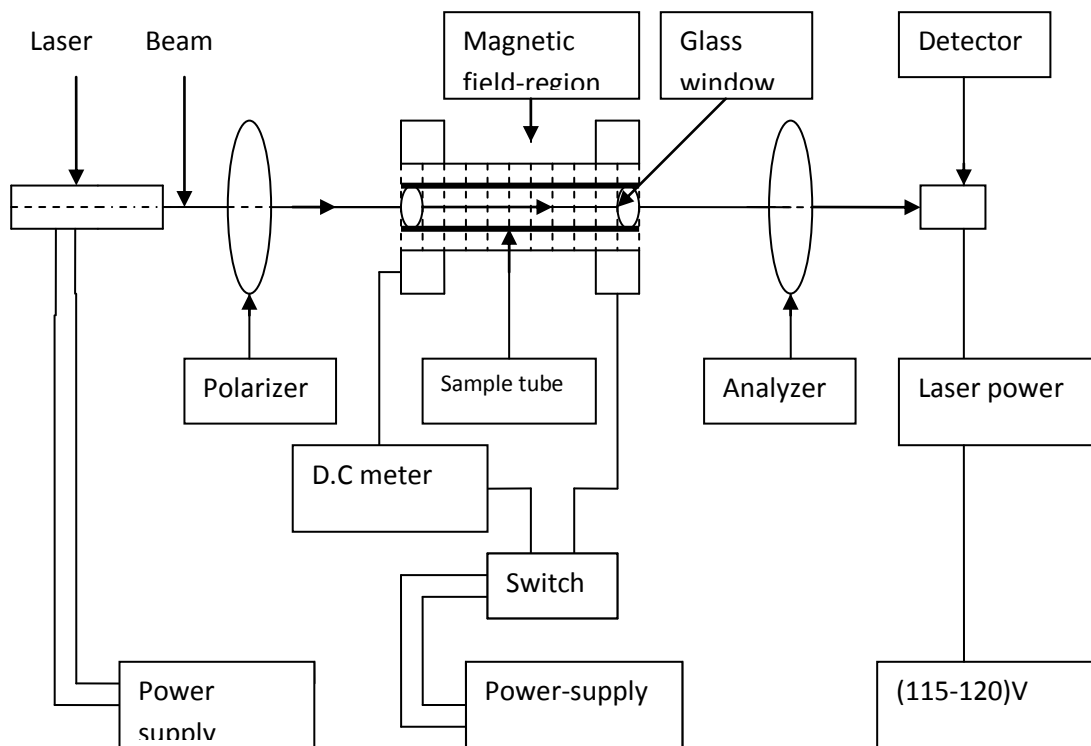 Laser
Beam
Magnetic
field-region
Glass
window
Detector
Polarizer
Sample tube
Analyzer
Laser power
D.C meter
Switch
Power
supply
Power-supply
(115-120)V